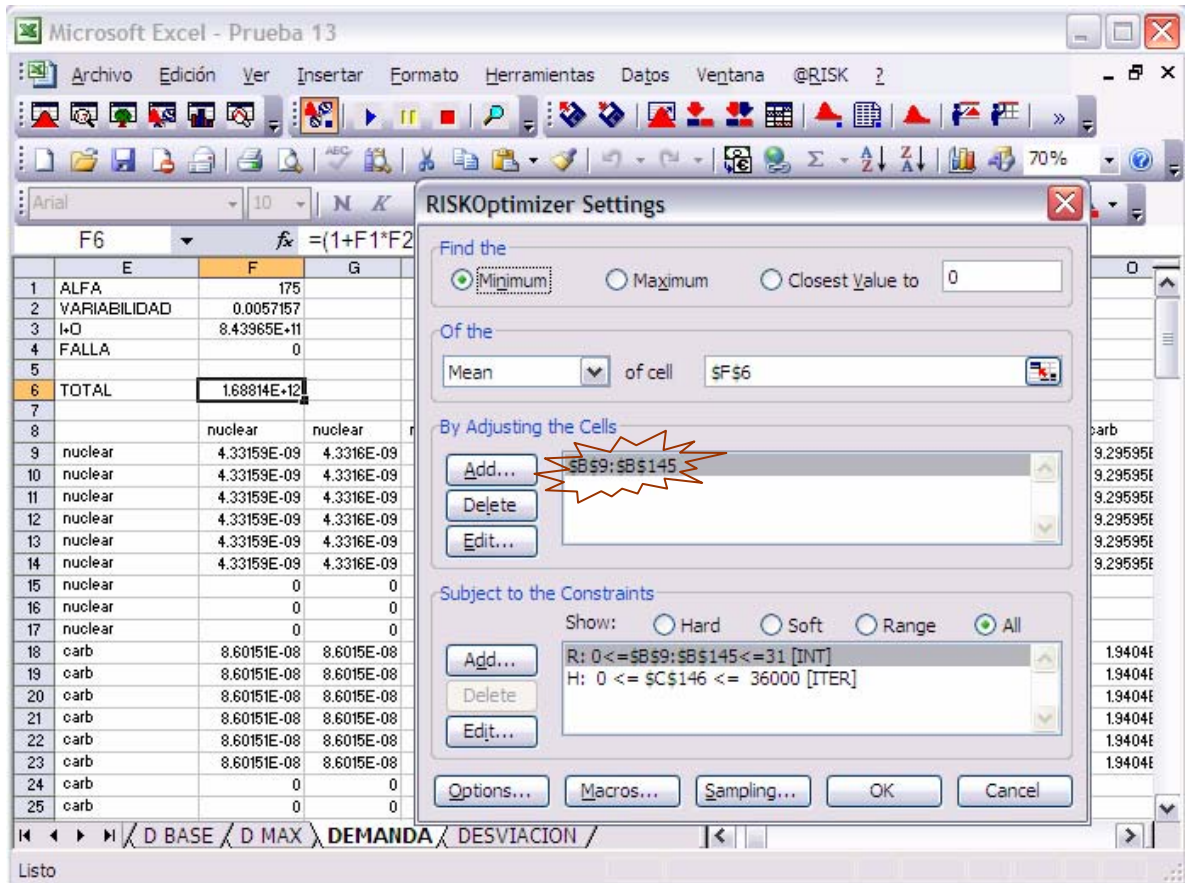 Microsoft Excel - Prueba 13
Archivo Edición Ver Insertar Formato Herramientas Datos Ventana @RISK ?
ABC 70%
Arial 10 N K
F6 fx =(1+F1*F2
E F G O
1 ALFA 175
2 VARIABILIDAD 0.0057157
3 I+O 8.43965E+11
4 FALLA 0
5
6 TOTAL 1.68814E+12
7
8 nuclear nuclear carb
9 nuclear 4.33159E-09 4.3316E-09 9.29595E
10 nuclear 4.33159E-09 4.3316E-09 9.29595E
11 nuclear 4.33159E-09 4.3316E-09 9.29595E
12 nuclear 4.33159E-09 4.3316E-09 9.29595E
13 nuclear 4.33159E-09 4.3316E-09 9.29595E
14 nuclear 4.33159E-09 4.3316E-09 9.29595E
15 nuclear 0 0
16 nuclear 0 0
17 nuclear 0 0
18 carb 8.60151E-08 8.6015E-08 1.9404E
19 carb 8.60151E-08 8.6015E-08 1.9404E
20 carb 8.60151E-08 8.6015E-08 1.9404E
21 carb 8.60151E-08 8.6015E-08 1.9404E
22 carb 8.60151E-08 8.6015E-08 1.9404E
23 carb 8.60151E-08 8.6015E-08 1.9404E
24 carb 0 0
25 carb 0 0
D BASE D MAX DEMANDA DESVIACION
Listo
RISKOptimizer Settings
Find the
Minimum Maximum Closest Value to 0
Of the
Mean of cell $F$6
By Adjusting the Cells
Add... $B$9:$B$145
Delete
Edit...
Subject to the Constraints
Show: Hard Soft Range All
Add... R: 0<=$B$9:$B$145<=31 [INT]
H: 0 <= $C$146 <= 36000 [ITER]
Delete
Edit...
Options... Macros... Sampling... OK Cancel